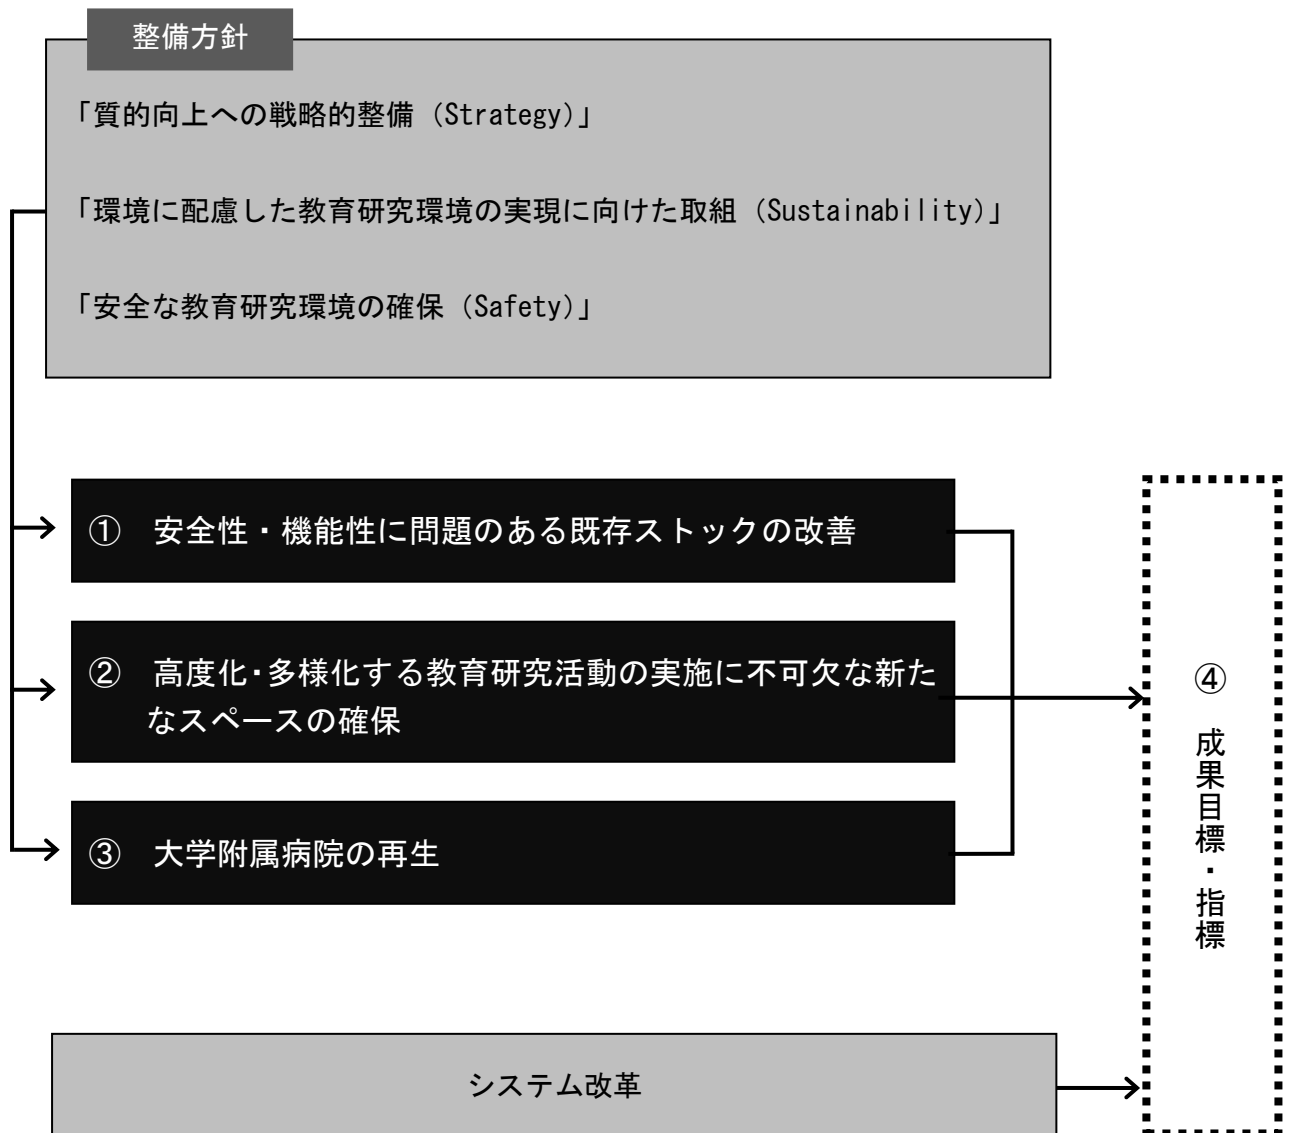 整備方針
「質的向上への戦略的整備（Strategy）」
「環境に配慮した教育研究環境の実現に向けた取組（Sustainability）」
「安全な教育研究環境の確保（Safety）」
①　安全性・機能性に問題のある既存ストックの改善
②　高度化・多様化する教育研究活動の実施に不可欠な新た
なスペースの確保
③　大学附属病院の再生
④　成果目標・指標
システム改革